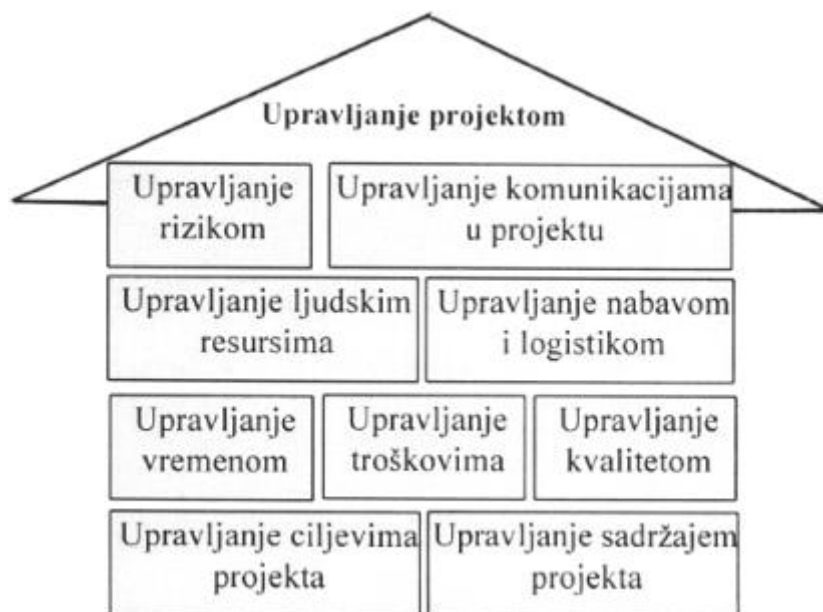 Upravljanje projektom
Upravljanje
rizikom
Upravljanje komunikacijama
u projektu
Upravljanje ljudskim
resursima
Upravljanje nabavom
i logistikom
Upravljanje
vremenom
Upravljanje
troškovima
Upravljanje
kvalitetom
Upravljanje ciljevima
projekta
Upravljanje sadržajem
projekta